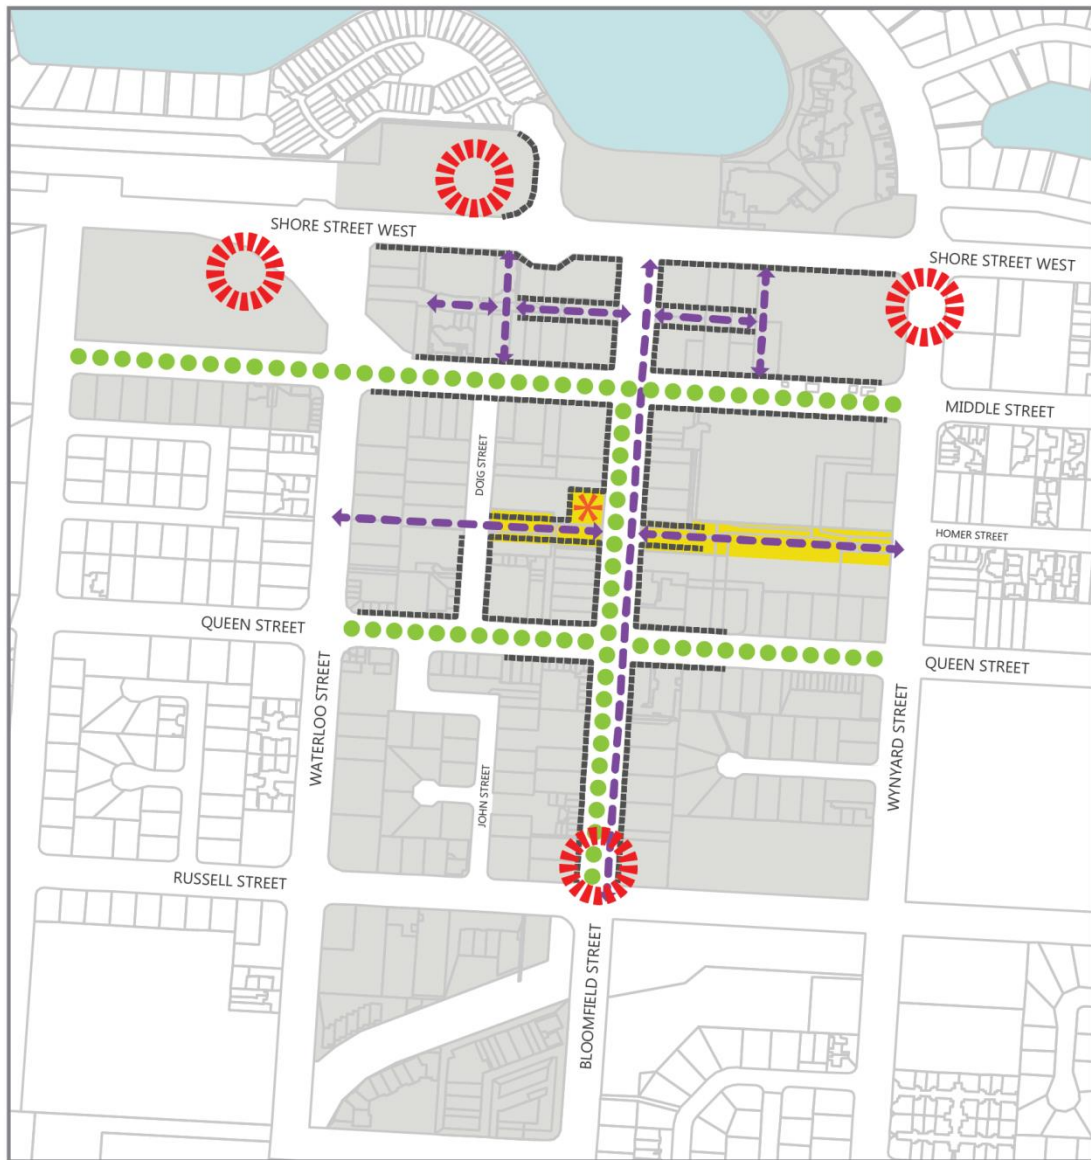 SHORE STREET WEST
SHORE STREET WEST
MIDDLE STREET
DOIG STREET
HOMER STREET
QUEEN STREET
QUEEN STREET
WATERLOO STREET
WYNYARD STREET
JOHN STREET
RUSSELL STREET
BLOOMFIELD STREET